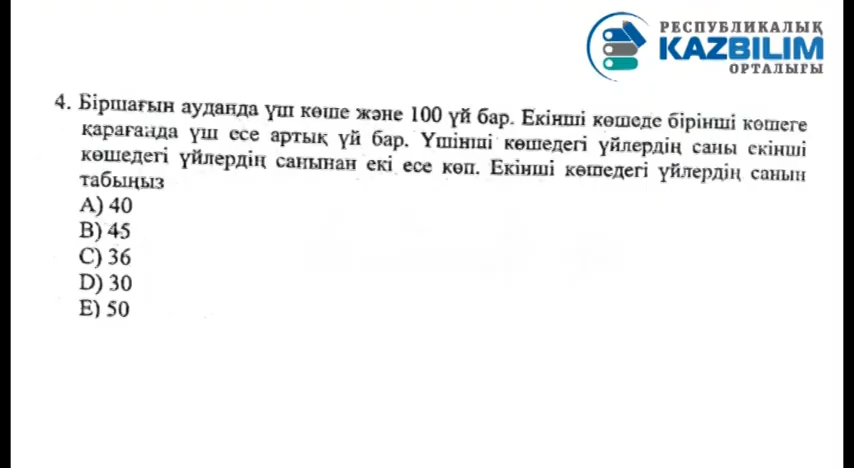 РЕСПУБЛИКАЛЫҚ
KAZBILIM
ОРТАЛЫҒЫ
4. Біршағын ауданда үш көше және 100 үй бар. Екінші көшеде бірінші көшеге
қарағанда үш есе артық үй бар. Үшінші көшедегі үйлердің саны екінші
көшедегі үйлердің санынан екі есе көп. Екінші көшедегі үйлердің санын
табыңыз
A) 40
B) 45
C) 36
D) 30
E) 50